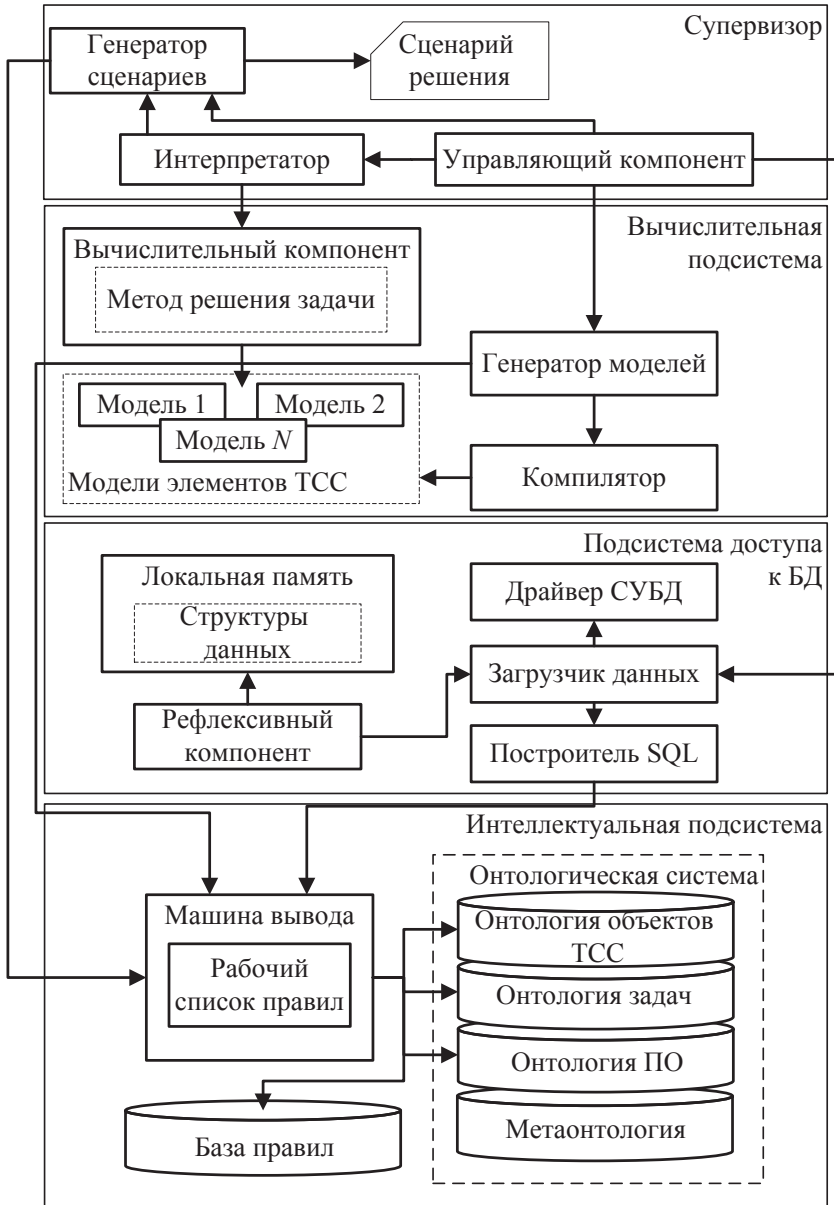 Супервизор
Генератор
сценариев
Сценарий
решения
Интерпретатор
Управляющий компонент
Вычислительная
подсистема
Вычислительный компонент
Метод решения задачи
Генератор моделей
Модель 1
Модель 2
Модель N
Модели элементов ТСС
Компилятор
Подсистема доступа
к БД
Локальная память
Структуры
данных
Драйвер СУБД
Загрузчик данных
Рефлексивный
компонент
Построитель SQL
Интеллектуальная подсистема
Онтологическая система
Машина вывода
Рабочий
список правил
Онтология объектов
ТСС
Онтология задач
Онтология ПО
Метаонтология
База правил